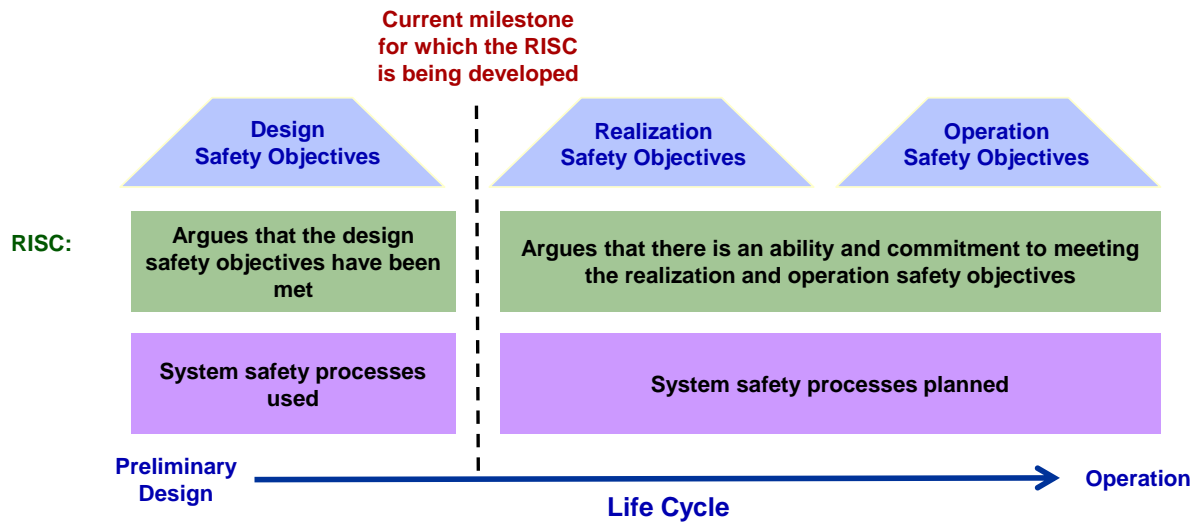 Current milestone
for which the RISC
is being developed
Design
Safety Objectives
Realization
Safety Objectives
Operation
Safety Objectives
RISC:
Argues that the design
safety objectives have been
met
Argues that there is an ability and commitment to meeting
the realization and operation safety objectives
System safety processes
used
System safety processes planned
Preliminary
Design
Life Cycle
Operation